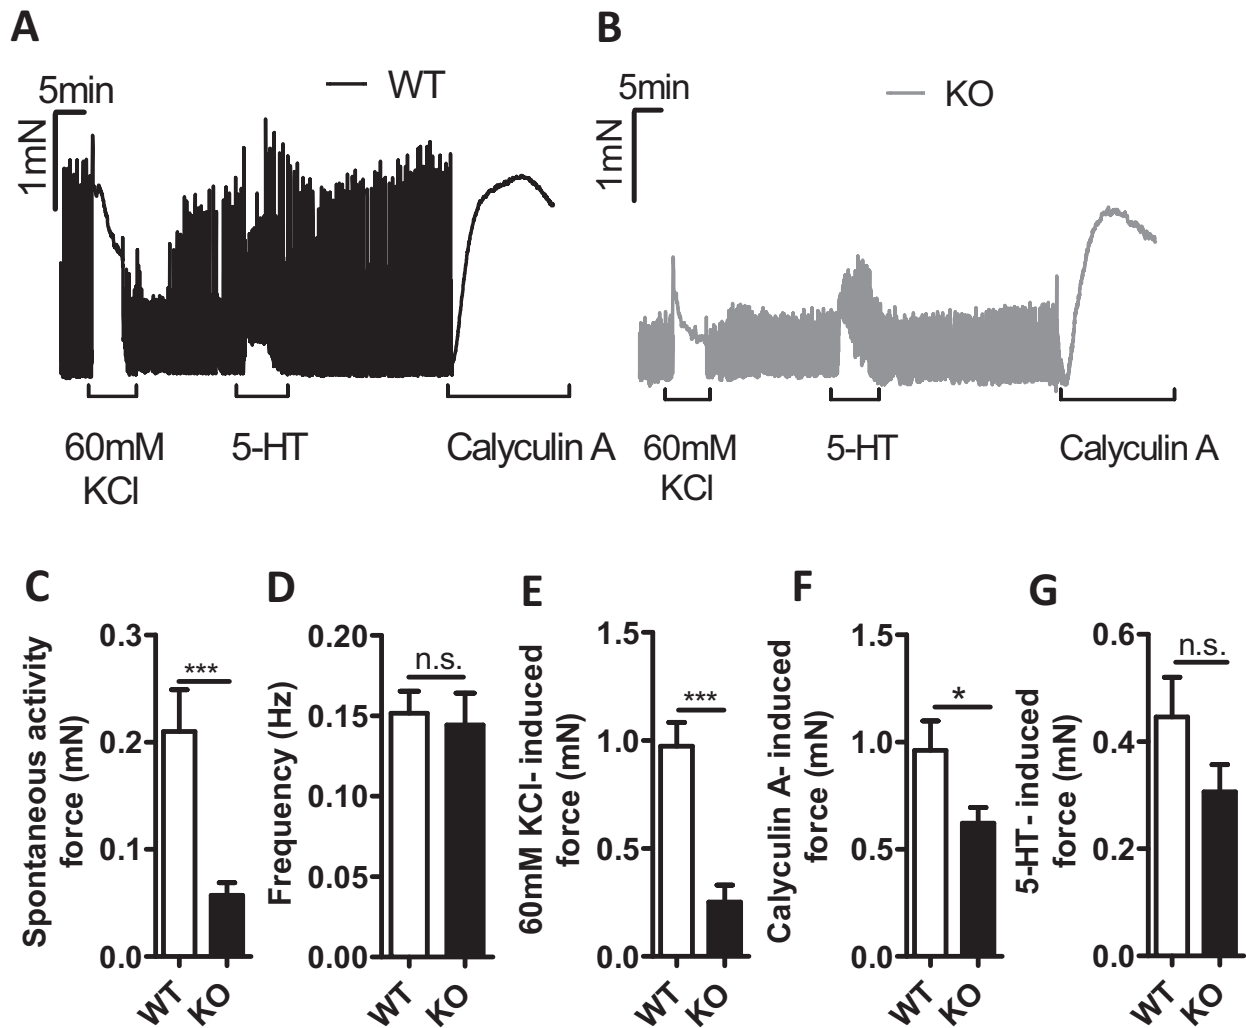 A
B
5min
WT
1mN
5min
KO
1mN
60mM
KCl
5-HT
Calyculin A
60mM
KCl
5-HT
Calyculin A
C
Spontaneous activity
force (mN)
0.3
0.2
0.1
0.0
***
WT
KO
D
Frequency (Hz)
0.20
0.15
0.10
0.05
0.00
n.s.
WT
KO
E
60mM KCl- induced
force (mN)
1.5
1.0
0.5
0.0
***
WT
KO
F
Calyculin A- induced
force (mN)
1.5
1.0
0.5
0.0
*
WT
KO
G
5-HT- induced
force (mN)
0.6
0.4
0.2
0.0
n.s.
WT
KO